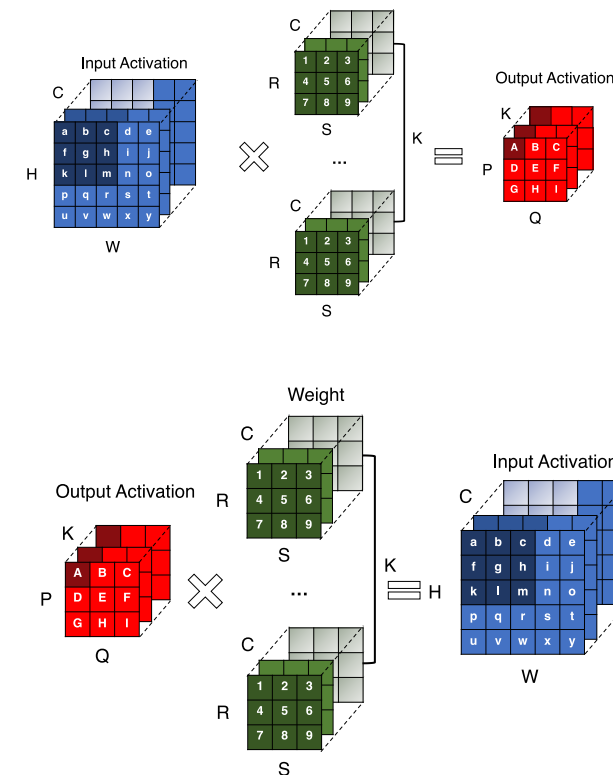 C
Input Activation
C
R
1 2 3
4 5 6
7 8 9
S
Output Activation
K
K
H
a b c d e
f g h i j
k l m n o
p q r s t
u v w x y
W
...
P
A B C
D E F
G H I
Q
C
R
1 2 3
4 5 6
7 8 9
S
Weight
C
Output Activation
R
1 2 3
4 5 6
7 8 9
S
Input Activation
C
K
P
A B C
D E F
G H I
Q
...
K
H
a b c d e
f g h i j
k l m n o
p q r s t
u v w x y
W
C
R
1 2 3
4 5 6
7 8 9
S